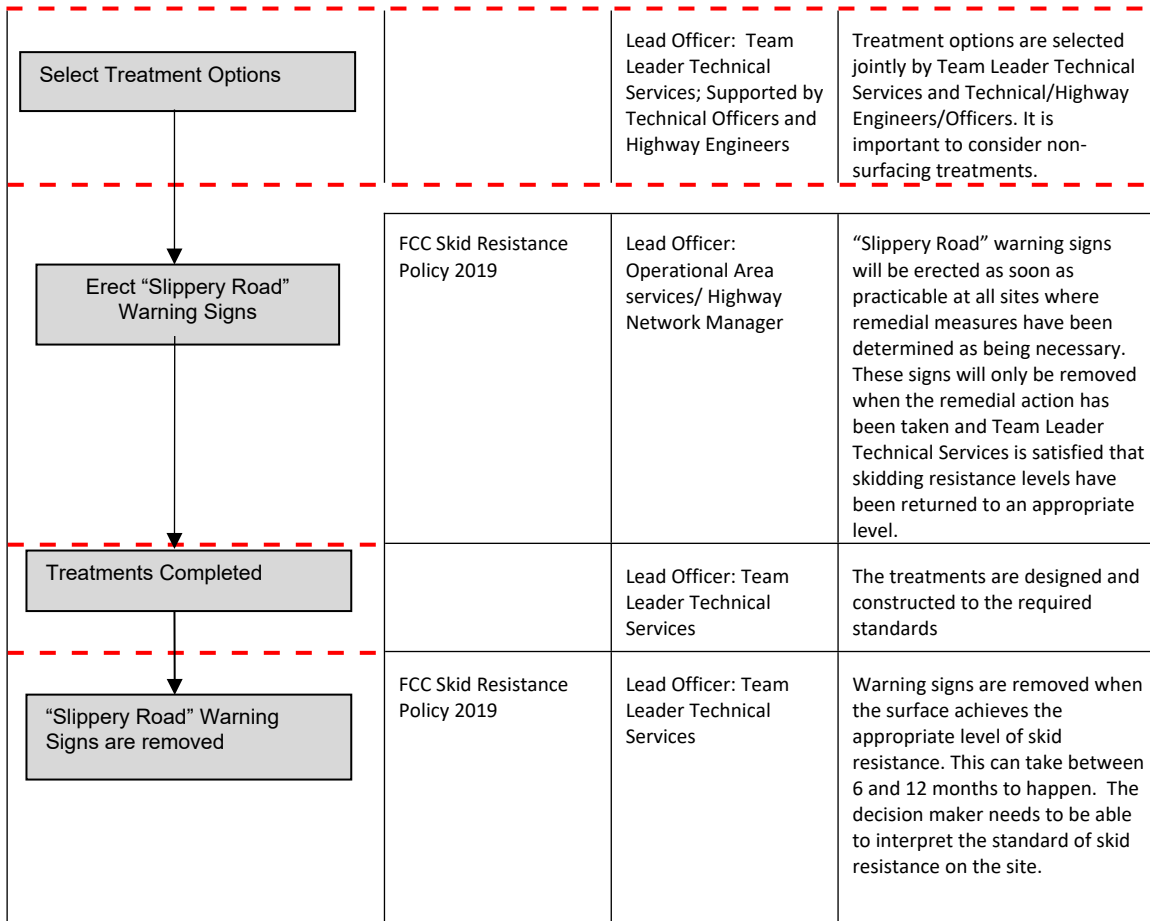 Select Treatment Options
Lead Officer: Team
Leader Technical
Services; Supported by
Technical Officers and
Highway Engineers
Treatment options are selected
jointly by Team Leader Technical
Services and Technical/Highway
Engineers/Officers. It is
important to consider non-
surfacing treatments.
Erect “Slippery Road”
Warning Signs
FCC Skid Resistance
Policy 2019
Lead Officer:
Operational Area
services/ Highway
Network Manager
“Slippery Road” warning signs
will be erected as soon as
practicable at all sites where
remedial measures have been
determined as being necessary.
These signs will only be removed
when the remedial action has
been taken and Team Leader
Technical Services is satisfied that
skidding resistance levels have
been returned to an appropriate
level.
Treatments Completed
Lead Officer: Team
Leader Technical
Services
The treatments are designed and
constructed to the required
standards
“Slippery Road” Warning
Signs are removed
FCC Skid Resistance
Policy 2019
Lead Officer: Team
Leader Technical
Services
Warning signs are removed when
the surface achieves the
appropriate level of skid
resistance. This can take between
6 and 12 months to happen. The
decision maker needs to be able
to interpret the standard of skid
resistance on the site.